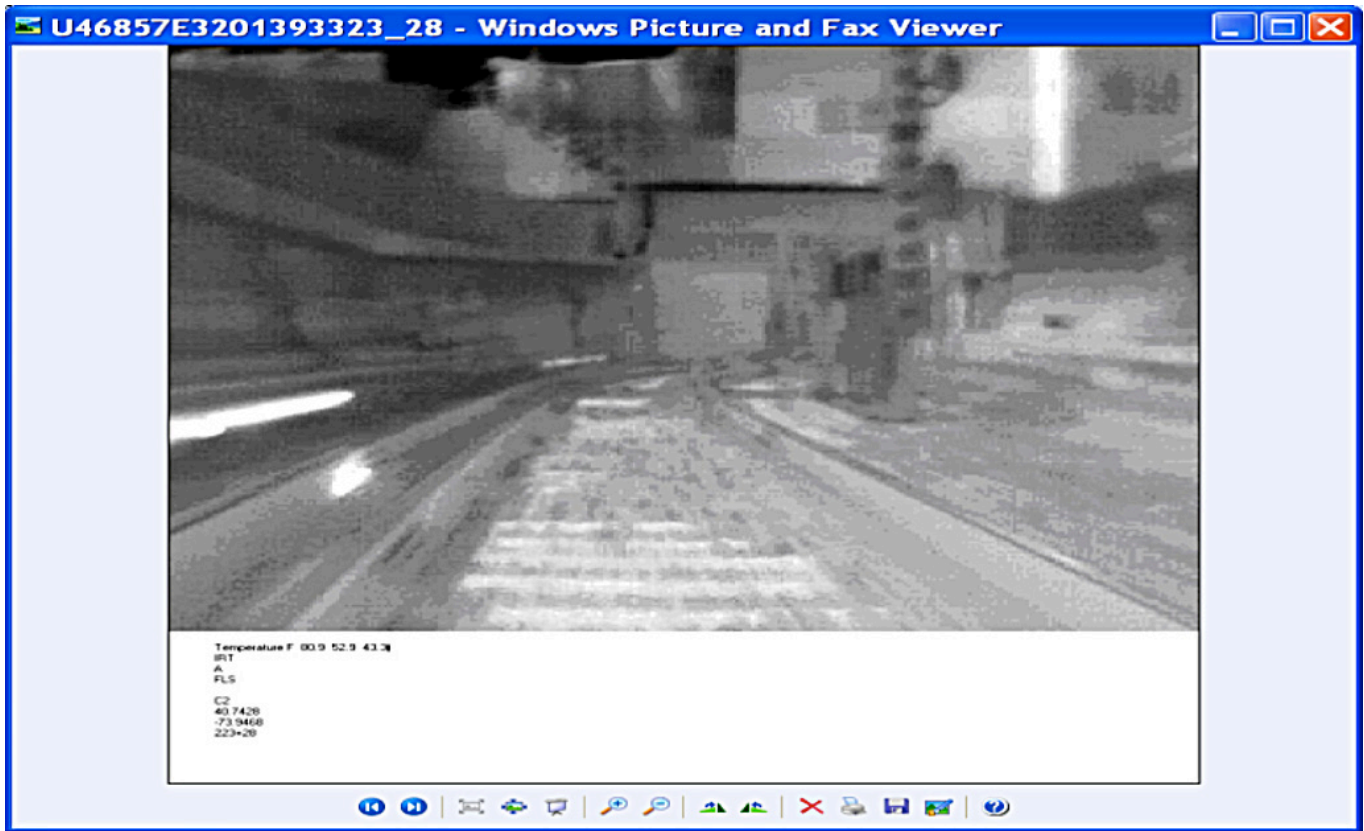 U46857E3201393323_28 - Windows Picture and Fax Viewer
Temperature F 80.9 52.9 43.3
IRT
A
FLS
C2
40.7428
-73.9468
223+28